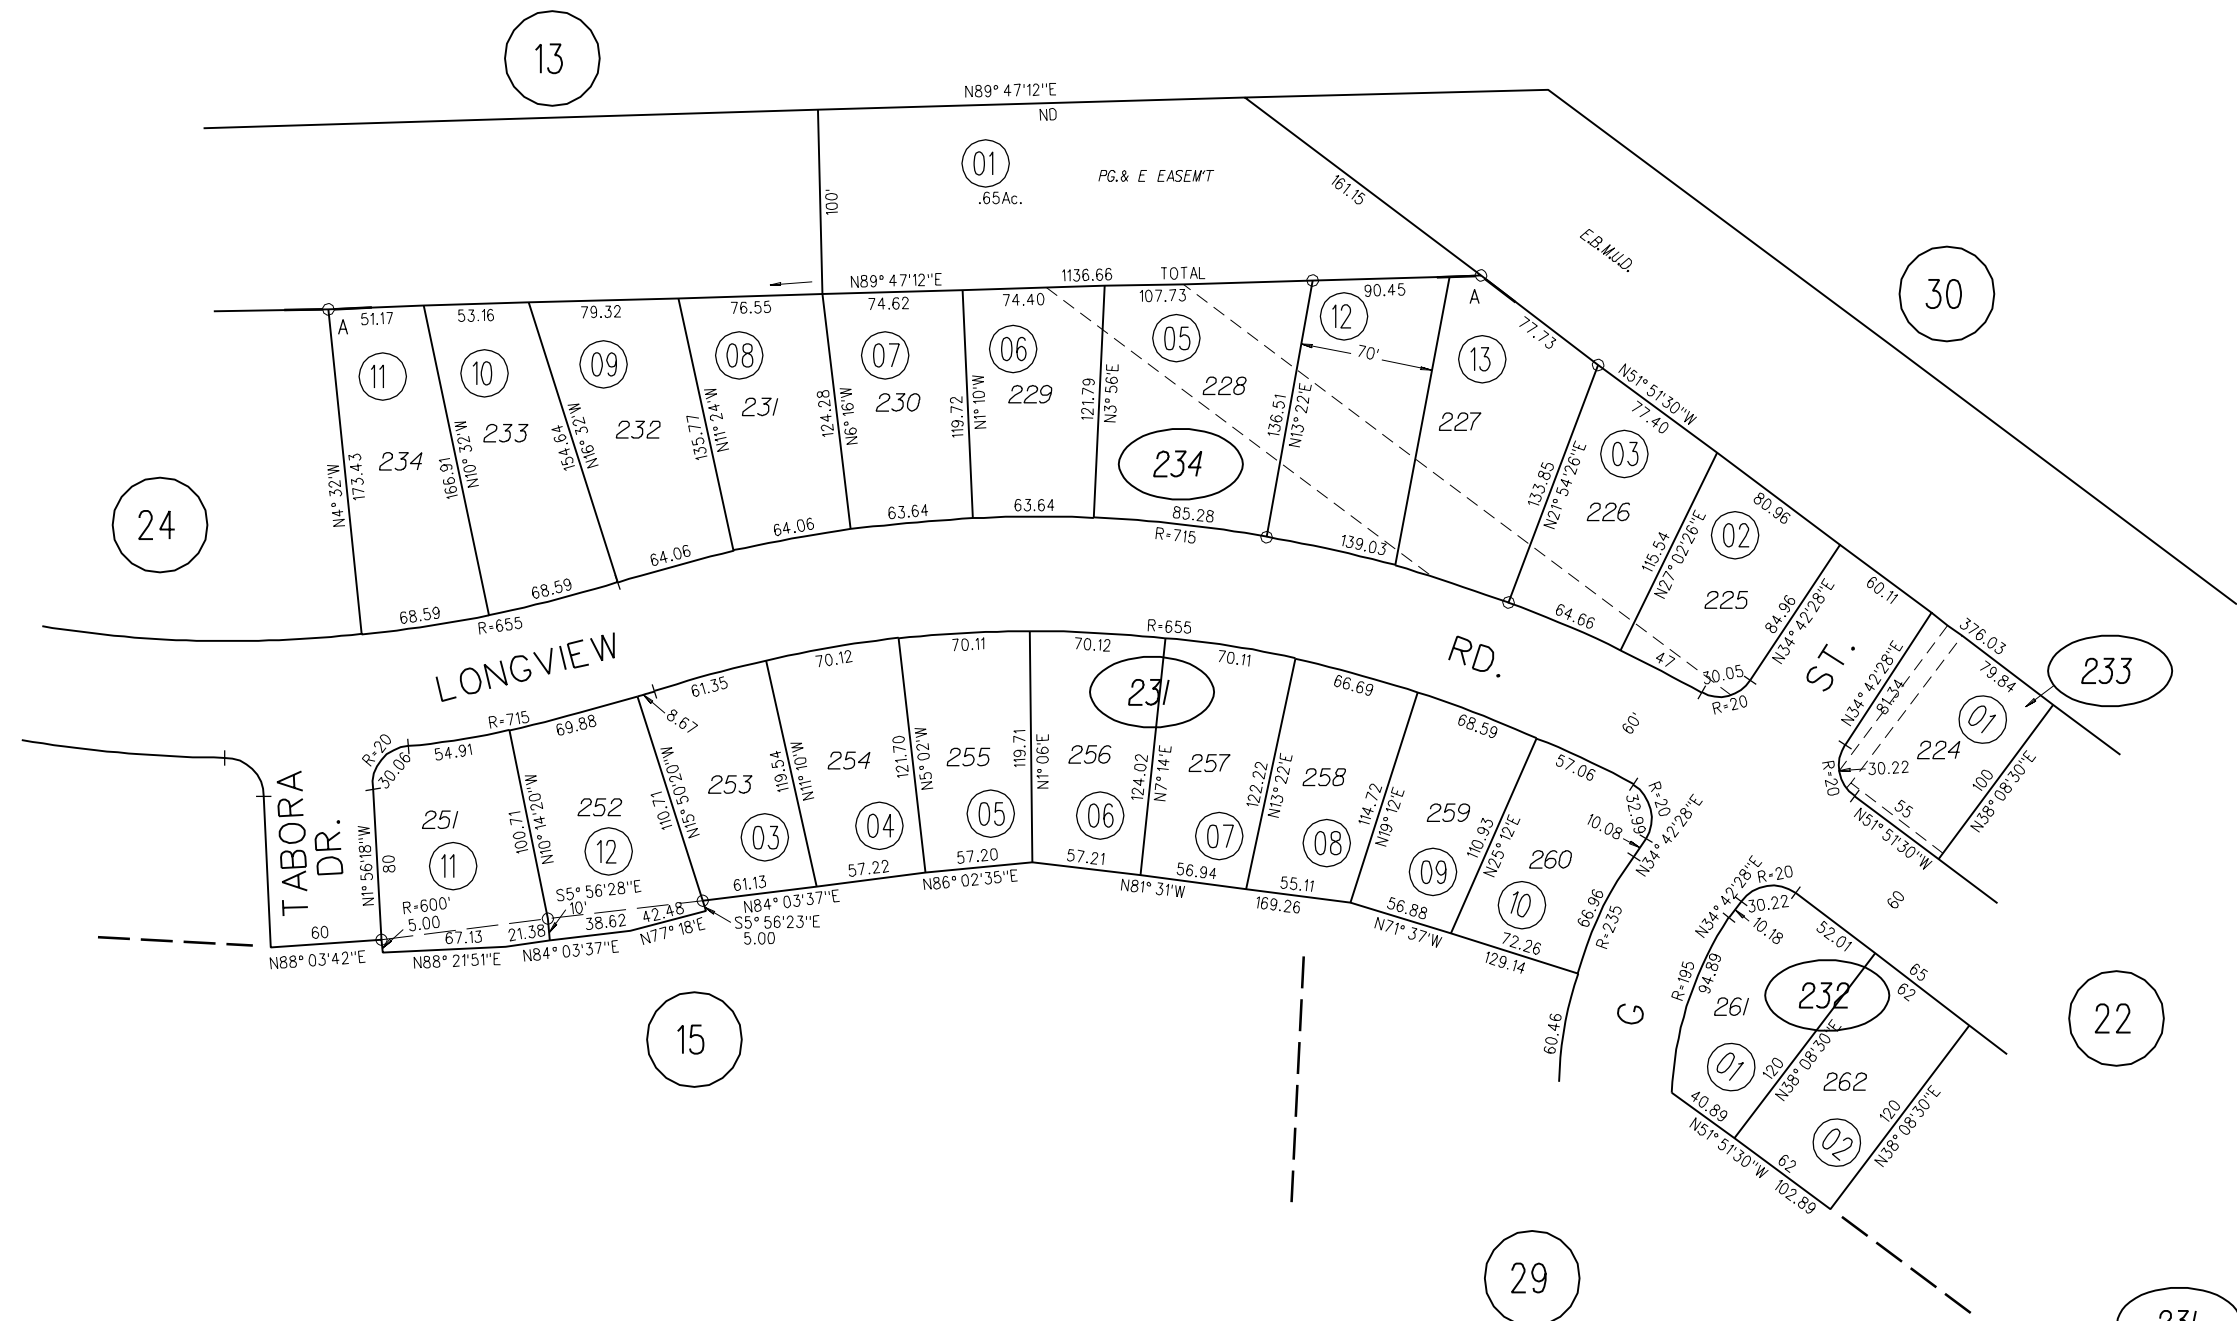 13
N89° 47'12"E
ND
01
.65Ac.
PG.& E EASEM'T
100'
161.15
E.B.M.U.D.
30
N89° 47'12"E
1136.66
TOTAL
A
51.17
53.16
79.32
76.55
74.62
74.40
107.73
90.45
A
77.73
11
10
09
08
07
06
05
12
13
70'
234
233
232
231
230
229
228
227
N51° 51'30"W
77.40
03
226
02
225
80.96
N4° 32'W
173.43
166.91
N10° 32'W
154.64
N16° 32'W
135.77
N11° 24'W
124.28
N6° 16'W
119.72
N1° 10'W
121.79
N3° 56'E
136.51
N13° 22'E
133.85
N21° 54'26"E
115.54
N27° 02'26"E
84.96
N34° 42'28"E
234
24
68.59
R=655
68.59
64.06
64.06
63.64
63.64
85.28
R=715
139.03
64.66
47
30.05
R=20
LONGVIEW
RD.
ST.
60.11
376.03
79.84
233
01
224
N34° 42'28"E
81.34
30.22
R=20
100
N38° 08'30"E
55
N51° 51'30"W
60'
R=20
30.06
54.91
R=715
69.88
8.67
61.35
70.12
70.11
70.12
R=655
70.11
66.69
68.59
57.06
R=20
32.99
10.08
N34° 42'28"E
231
TABORA
DR.
N1° 56'18"W
80
251
11
100.71
N10° 14'20"W
252
12
110.71
N15° 50'20"W
253
03
119.54
N11° 10'W
254
04
121.70
N5° 02'W
255
05
119.71
N1° 06'E
256
06
124.02
N7° 14'E
257
07
122.22
N13° 22'E
258
08
114.72
N19° 12'E
259
09
110.93
N25° 12'E
260
10
66.96
R=235
60
N88° 03'42"E
R=600'
5.00
67.13
N88° 21'51"E
21.38
10'
S5° 56'28"E
38.62
N84° 03'37"E
42.48
N77° 18'E
61.13
N84° 03'37"E
S5° 56'23"E
5.00
57.22
57.20
N86° 02'35"E
57.21
N81° 31'W
56.94
55.11
169.26
56.88
N71° 37'W
72.26
129.14
60.46
G
N34° 42'28"E
R=20
30.22
10.18
52.01
60
65
62
R=195
94.89
261
232
01
120
N38° 08'30"E
262
02
120
N38° 08'30"E
40.89
N51° 51'30"W
62
102.89
22
15
29
231